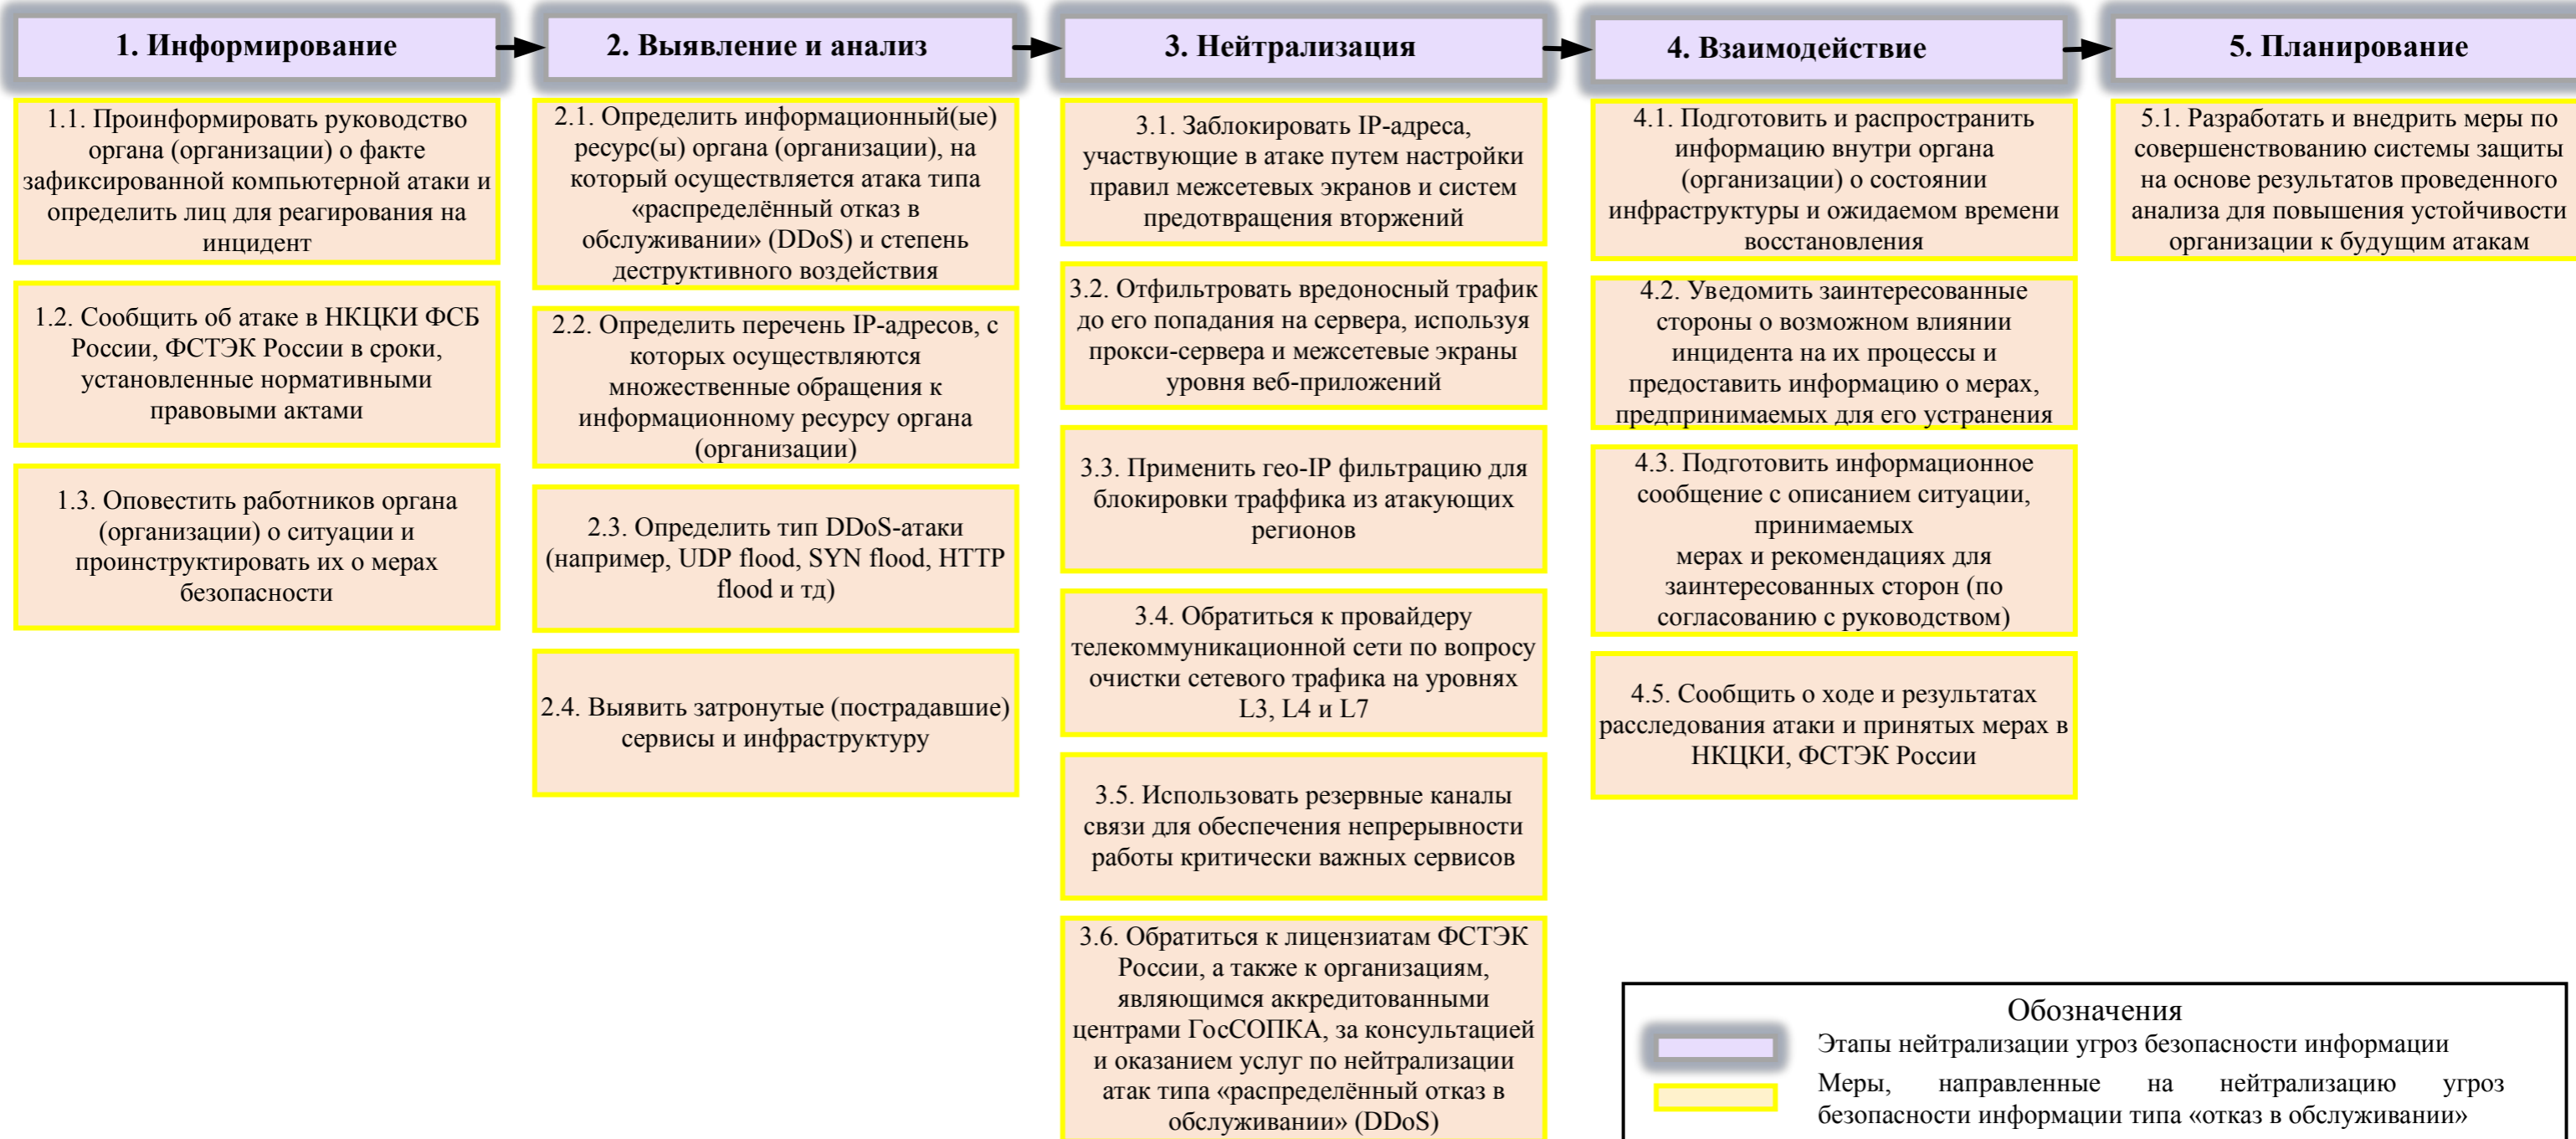 1. Информирование
1.1. Проинформировать руководство
органа (организации) о факте
зафиксированной компьютерной атаки и
определить лиц для реагирования на
инцидент
1.2. Сообщить об атаке в НКЦКИ ФСБ
России, ФСТЭК России в сроки,
установленные нормативными
правовыми актами
1.3. Оповестить работников органа
(организации) о ситуации и
проинструктировать их о мерах
безопасности
2. Выявление и анализ
2.1. Определить информационный(ые)
ресурс(ы) органа (организации), на
который осуществляется атака типа
«распределённый отказ в
обслуживании» (DDoS) и степень
деструктивного воздействия
2.2. Определить перечень IP-адресов, с
которых осуществляются
множественные обращения к
информационному ресурсу органа
(организации)
2.3. Определить тип DDoS-атаки
(например, UDP flood, SYN flood, HTTP
flood и тд)
2.4. Выявить затронутые (пострадавшие)
сервисы и инфраструктуру
3. Нейтрализация
3.1. Заблокировать IP-адреса,
участвующие в атаке путем настройки
правил межсетевых экранов и систем
предотвращения вторжений
3.2. Отфильтровать вредоносный трафик
до его попадания на сервера, используя
прокси-сервера и межсетевые экраны
уровня веб-приложений
3.3. Применить гео-IP фильтрацию для
блокировки траффика из атакующих
регионов
3.4. Обратиться к провайдеру
телекоммуникационной сети по вопросу
очистки сетевого трафика на уровнях
L3, L4 и L7
3.5. Использовать резервные каналы
связи для обеспечения непрерывности
работы критически важных сервисов
3.6. Обратиться к лицензиатам ФСТЭК
России, а также к организациям,
являющимся аккредитованными
центрами ГосСОПКА, за консультацией
и оказанием услуг по нейтрализации
атак типа «распределённый отказ в
обслуживании» (DDoS)
4. Взаимодействие
4.1. Подготовить и распространить
информацию внутри органа
(организации) о состоянии
инфраструктуры и ожидаемом времени
восстановления
4.2. Уведомить заинтересованные
стороны о возможном влиянии
инцидента на их процессы и
предоставить информацию о мерах,
предпринимаемых для его устранения
4.3. Подготовить информационное
сообщение с описанием ситуации,
принимаемых
мерах и рекомендациях для
заинтересованных сторон (по
согласованию с руководством)
4.5. Сообщить о ходе и результатах
расследования атаки и принятых мерах в
НКЦКИ, ФСТЭК России
5. Планирование
5.1. Разработать и внедрить меры по
совершенствованию системы защиты
на основе результатов проведенного
анализа для повышения устойчивости
организации к будущим атакам
Обозначения
Этапы нейтрализации угроз безопасности информации
Меры, направленные на нейтрализацию угроз
безопасности информации типа «отказ в обслуживании»